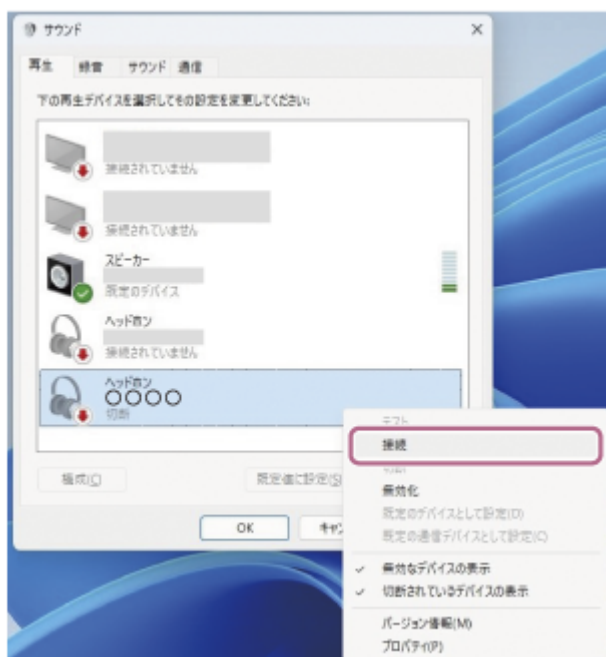 サウンド
再生 録音 サウンド 通信
下の再生デバイスを選択してその設定を変更してください:
接続されていません
接続されていません
スピーカー
既定のデバイス
ヘッドホン
接続されていません
ヘッドホン
〇〇〇〇
切断
構成(C)
既定値に設定(S)
OK
キャン
テスト
接続
切断
無効化
既定のデバイスとして設定(D)
既定の通信デバイスとして設定(C)
無効なデバイスの表示
切断されているデバイスの表示
バージョン情報(M)
プロパティ(P)